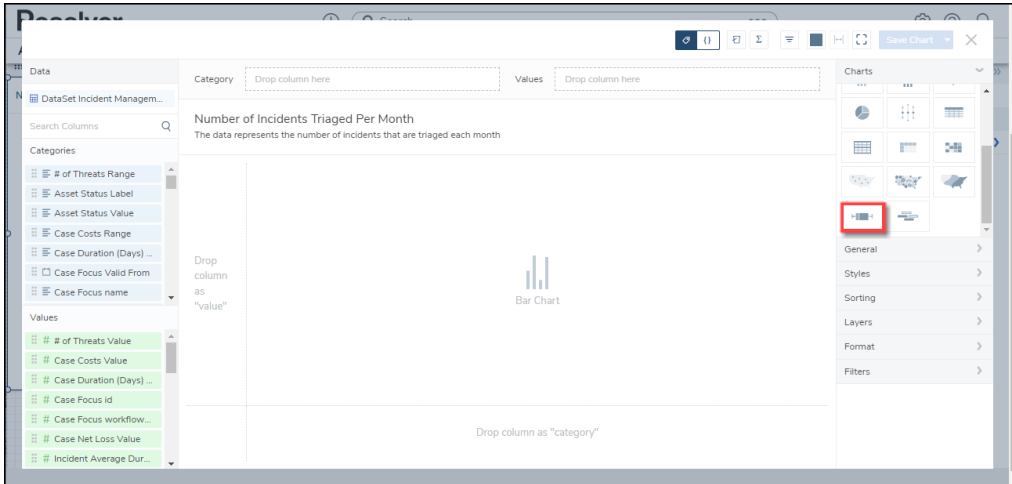 Resolver
Search
Save Chart
Data
DataSet Incident Managem...
Search Columns
Categories
# of Threats Range
Asset Status Label
Asset Status Value
Case Costs Range
Case Duration (Days) ...
Case Focus Valid From
Case Focus name
Values
# of Threats Value
Case Costs Value
Case Duration (Days) ...
Case Focus id
Case Focus workflow...
Case Net Loss Value
Incident Average Dur...
Category
Drop column here
Values
Drop column here
Number of Incidents Triaged Per Month
The data represents the number of incidents that are triaged each month
Drop
column
as
"value"
Bar Chart
Drop column as "category"
Charts
General
Styles
Sorting
Layers
Format
Filters